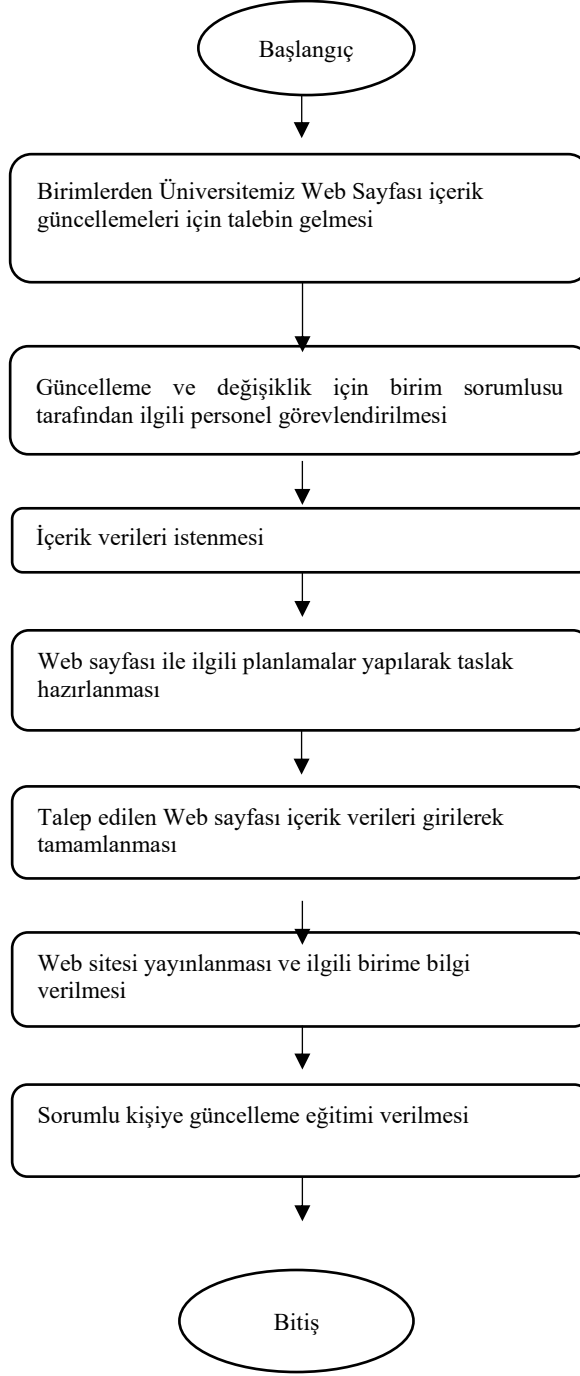 Başlangıç
Birimlerden Üniversitemiz Web Sayfası içerik
güncellemeleri için talebin gelmesi
Güncelleme ve değişiklik için birim sorumlusu
tarafından ilgili personel görevlendirilmesi
İçerik verileri istenmesi
Web sayfası ile ilgili planlamalar yapılarak taslak
hazırlanması
Talep edilen Web sayfası içerik verileri girilerek
tamamlanması
Web sitesi yayınlanması ve ilgili birime bilgi
verilmesi
Sorumlu kişiye güncelleme eğitimi verilmesi
Bitiş